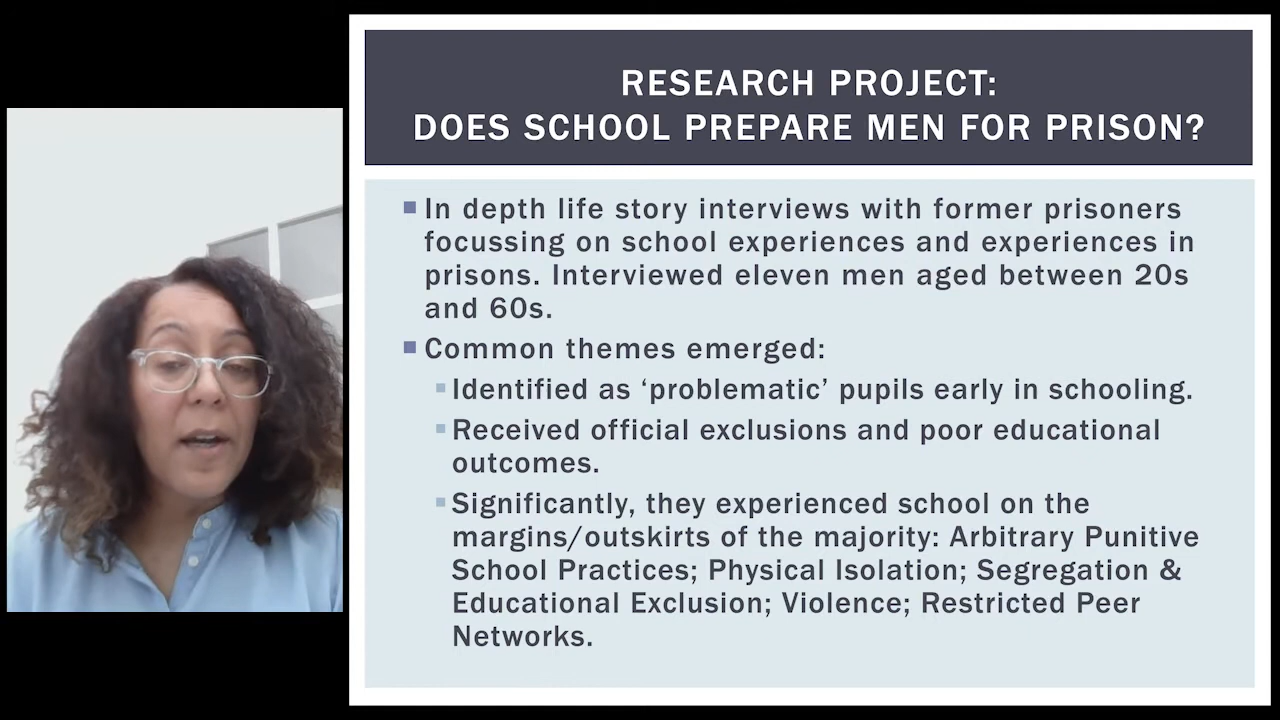 RESEARCH PROJECT:
DOES SCHOOL PREPARE MEN FOR PRISON?
In depth life story interviews with former prisoners
focussing on school experiences and experiences in
prisons. Interviewed eleven men aged between 20s
and 60s.
Common themes emerged:
Identified as ‘problematic’ pupils early in schooling.
Received official exclusions and poor educational
outcomes.
Significantly, they experienced school on the
margins/outskirts of the majority: Arbitrary Punitive
School Practices; Physical Isolation; Segregation &
Educational Exclusion; Violence; Restricted Peer
Networks.